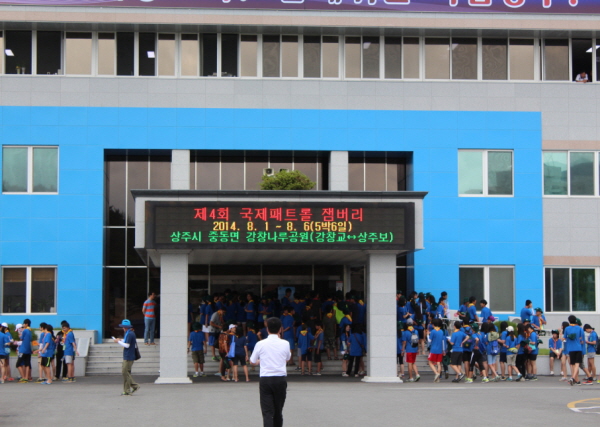 제4회 국제패트롤 잼버리
2014. 8. 1 - 8. 6(5박6일)
상주시 중동면 강창나루공원(강창교↔상주보)